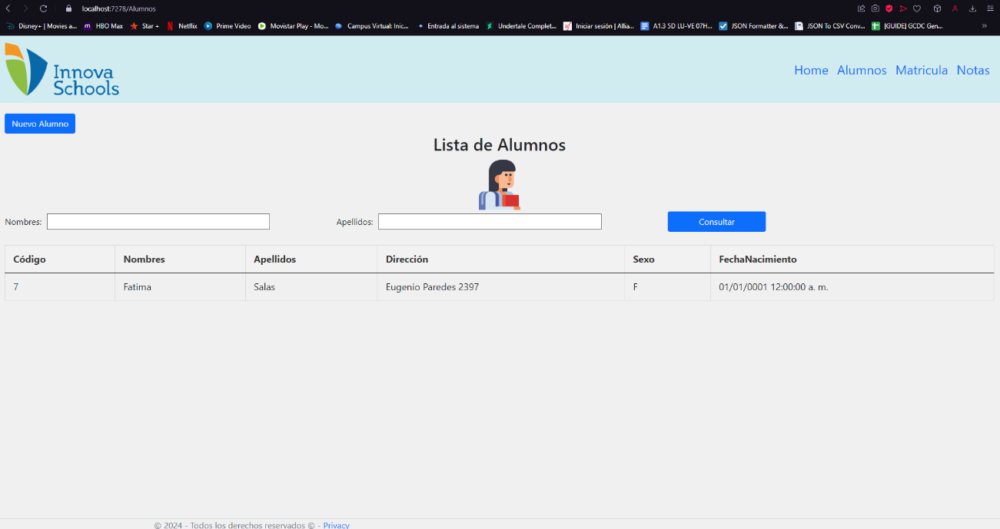 localhost:7278/Alumnos
Disney+ | Movies a... HBO Max Star + Netflix Prime Video Movistar Play - Mo... Campus Virtual: Inic... Entrada al sistema Undertale Complet... Iniciar sesión | Allia... A1.3 5D LU-VE 07H... JSON Formatter &... JSON To CSV Conv... [GUIDE] GCDC Gen...
Innova
Schools
Home Alumnos Matricula Notas
Nuevo Alumno
Lista de Alumnos
Nombres: Apellidos: Consultar
Código Nombres Apellidos Dirección Sexo FechaNacimiento
7 Fatima Salas Eugenio Paredes 2397 F 01/01/0001 12:00:00 a. m.
© 2024 - Todos los derechos reservados © - Privacy